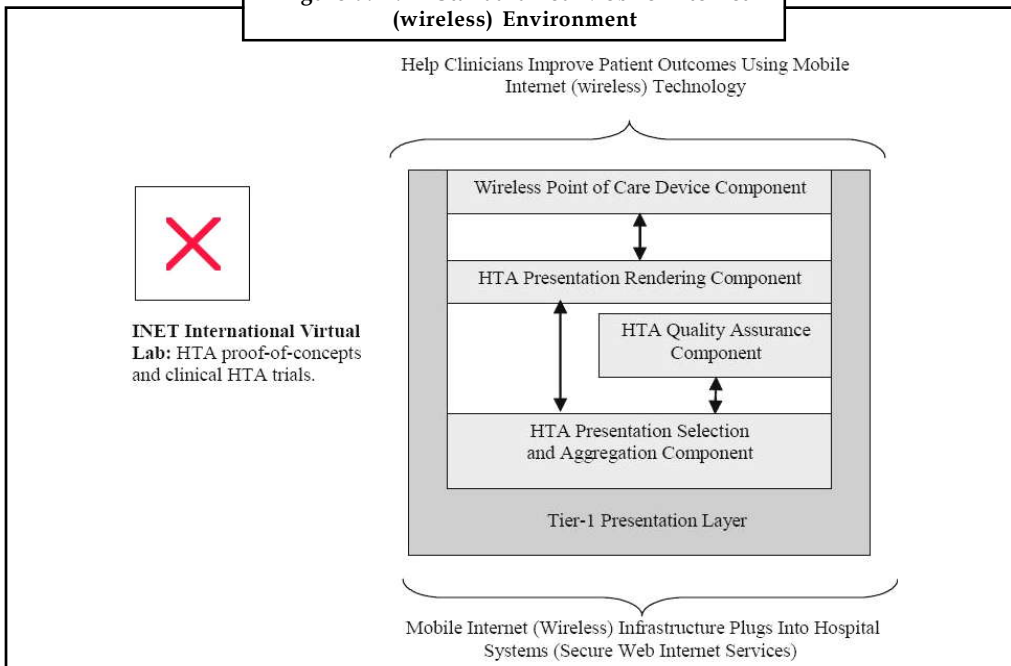 (wireless) Environment
Help Clinicians Improve Patient Outcomes Using Mobile
Internet (wireless) Technology
Wireless Point of Care Device Component
HTA Presentation Rendering Component
HTA Quality Assurance
Component
INET International Virtual
Lab: HTA proof-of-concepts
and clinical HTA trials.
HTA Presentation Selection
and Aggregation Component
Tier-1 Presentation Layer
Mobile Internet (Wireless) Infrastructure Plugs Into Hospital
Systems (Secure Web Internet Services)